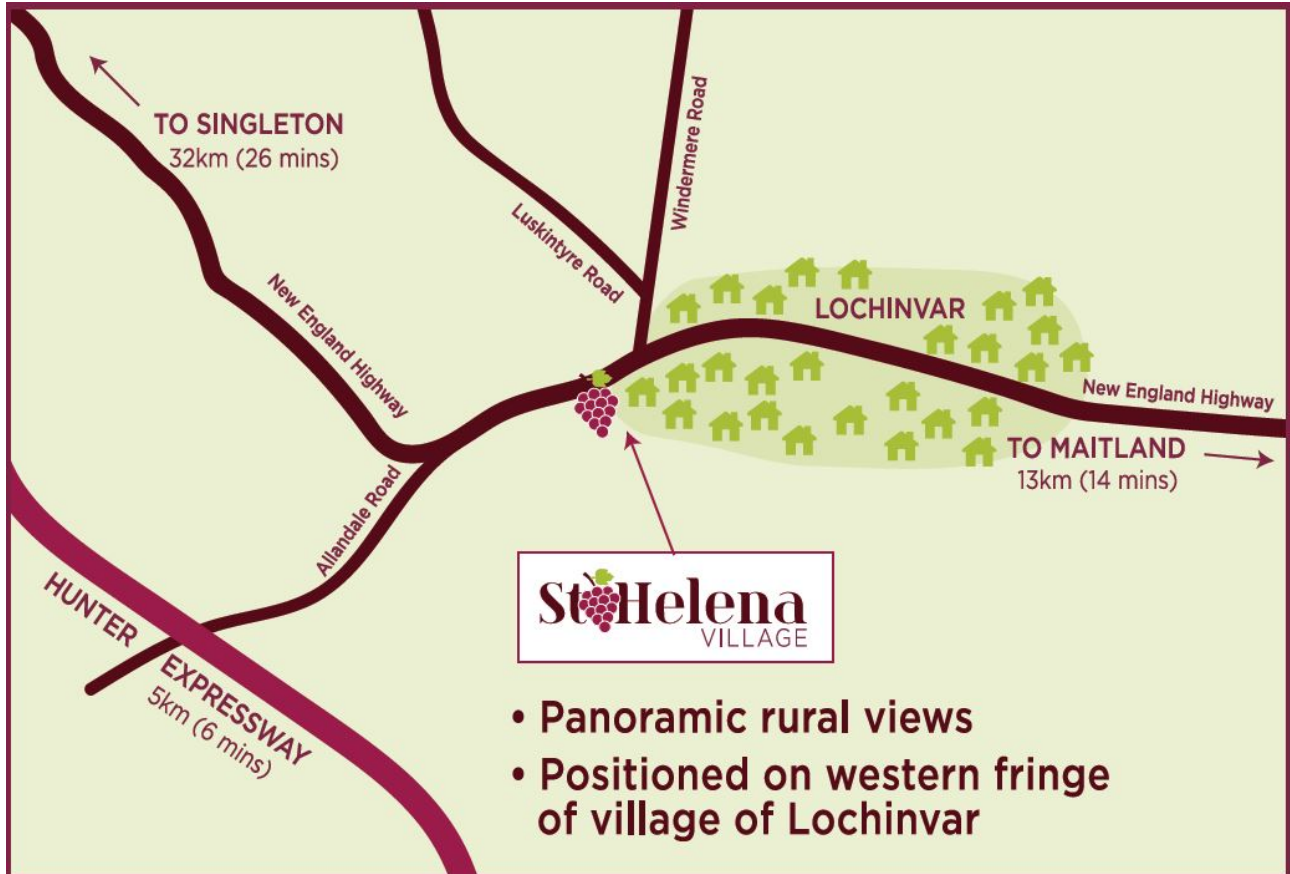 TO SINGLETON
32km (26 mins)
Luskintyre Road
Windermere Road
New England Highway
LOCHINVAR
New England Highway
TO MAITLAND
13km (14 mins)
Allandale Road
HUNTER EXPRESSWAY
5km (6 mins)
St Helena
VILLAGE
• Panoramic rural views
• Positioned on western fringe
of village of Lochinvar